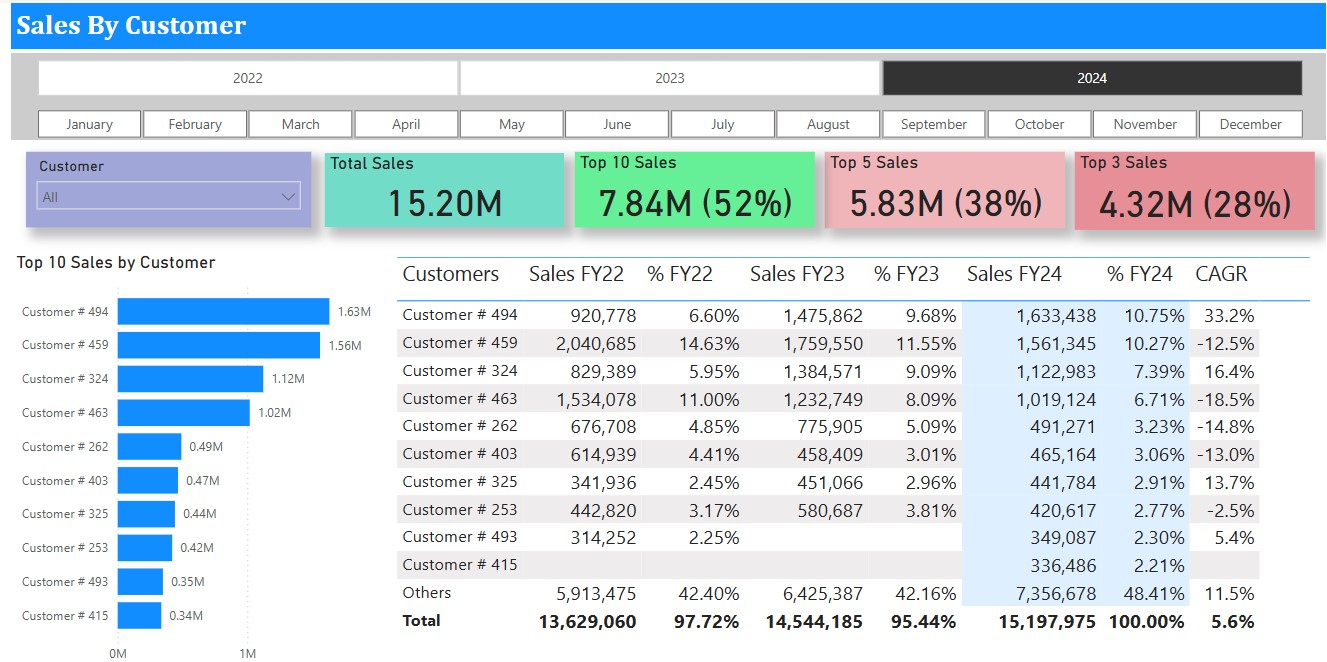 Sales By Customer
2022 2023 2024
January February March April May June July August September October November December
Customer
All
Total Sales
15.20M
Top 10 Sales
7.84M (52%)
Top 5 Sales
5.83M (38%)
Top 3 Sales
4.32M (28%)
Top 10 Sales by Customer
Customer # 494 1.63M
Customer # 459 1.56M
Customer # 324 1.12M
Customer # 463 1.02M
Customer # 262 0.49M
Customer # 403 0.47M
Customer # 325 0.44M
Customer # 253 0.42M
Customer # 493 0.35M
Customer # 415 0.34M
0M 1M
Customers Sales FY22 % FY22 Sales FY23 % FY23 Sales FY24 % FY24 CAGR
Customer # 494 920,778 6.60% 1,475,862 9.68% 1,633,438 10.75% 33.2%
Customer # 459 2,040,685 14.63% 1,759,550 11.55% 1,561,345 10.27% -12.5%
Customer # 324 829,389 5.95% 1,384,571 9.09% 1,122,983 7.39% 16.4%
Customer # 463 1,534,078 11.00% 1,232,749 8.09% 1,019,124 6.71% -18.5%
Customer # 262 676,708 4.85% 775,905 5.09% 491,271 3.23% -14.8%
Customer # 403 614,939 4.41% 458,409 3.01% 465,164 3.06% -13.0%
Customer # 325 341,936 2.45% 451,066 2.96% 441,784 2.91% 13.7%
Customer # 253 442,820 3.17% 580,687 3.81% 420,617 2.77% -2.5%
Customer # 493 314,252 2.25% 349,087 2.30% 5.4%
Customer # 415 336,486 2.21%
Others 5,913,475 42.40% 6,425,387 42.16% 7,356,678 48.41% 11.5%
Total 13,629,060 97.72% 14,544,185 95.44% 15,197,975 100.00% 5.6%